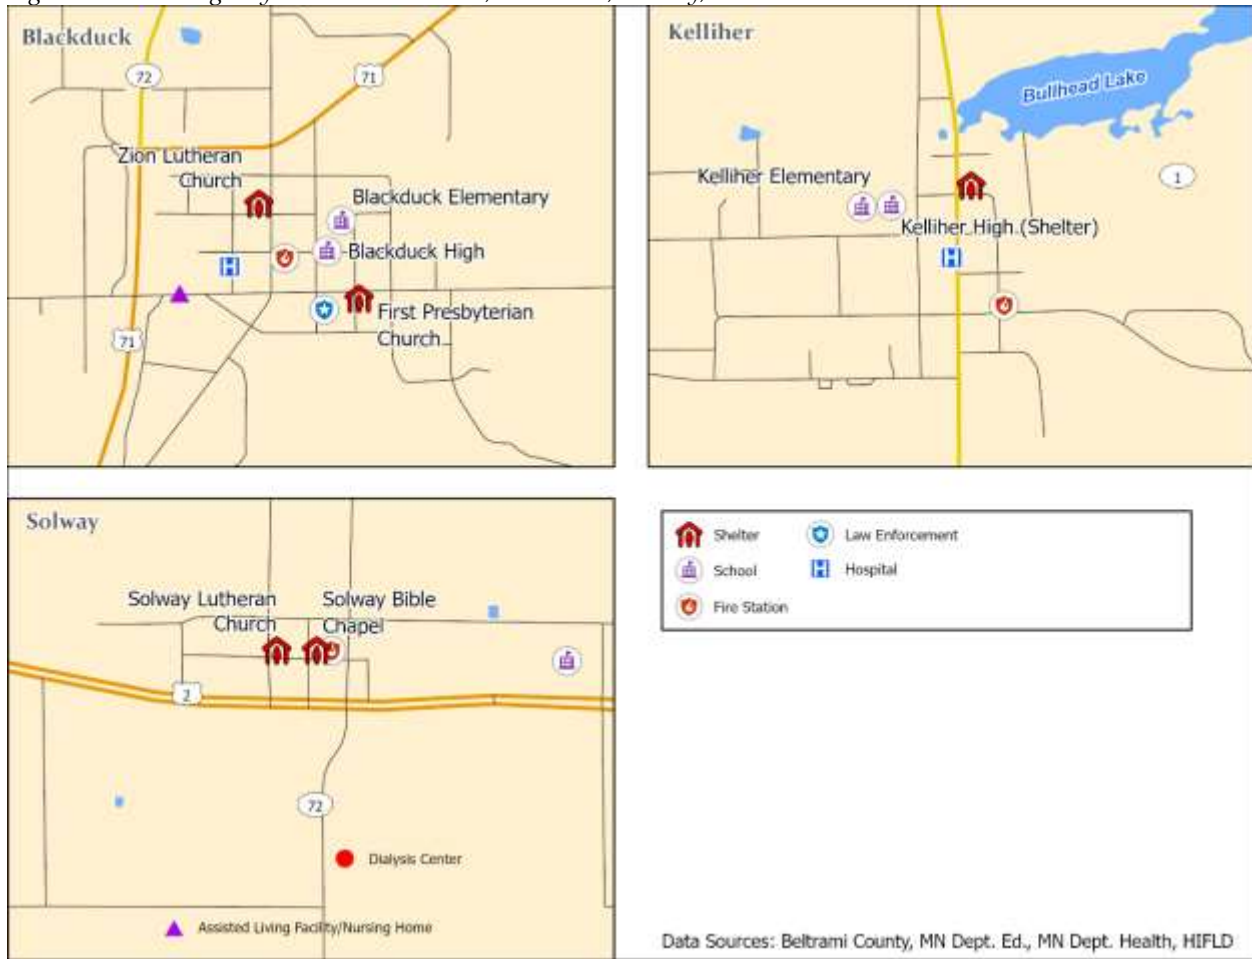 Blackduck
72
71
Zion Lutheran
Church
Blackduck Elementary
Blackduck High
First Presbyterian
Church
71
Kelliher
Bullhead Lake
1
Kelliher Elementary
Kelliher High (Shelter)
Solway
Solway Lutheran
Church
Solway Bible
Chapel
2
72
Dialysis Center
Assisted Living Facility/Nursing Home
Shelter
Law Enforcement
School
Hospital
Fire Station
Data Sources: Beltrami County, MN Dept. Ed., MN Dept. Health, HIFLD